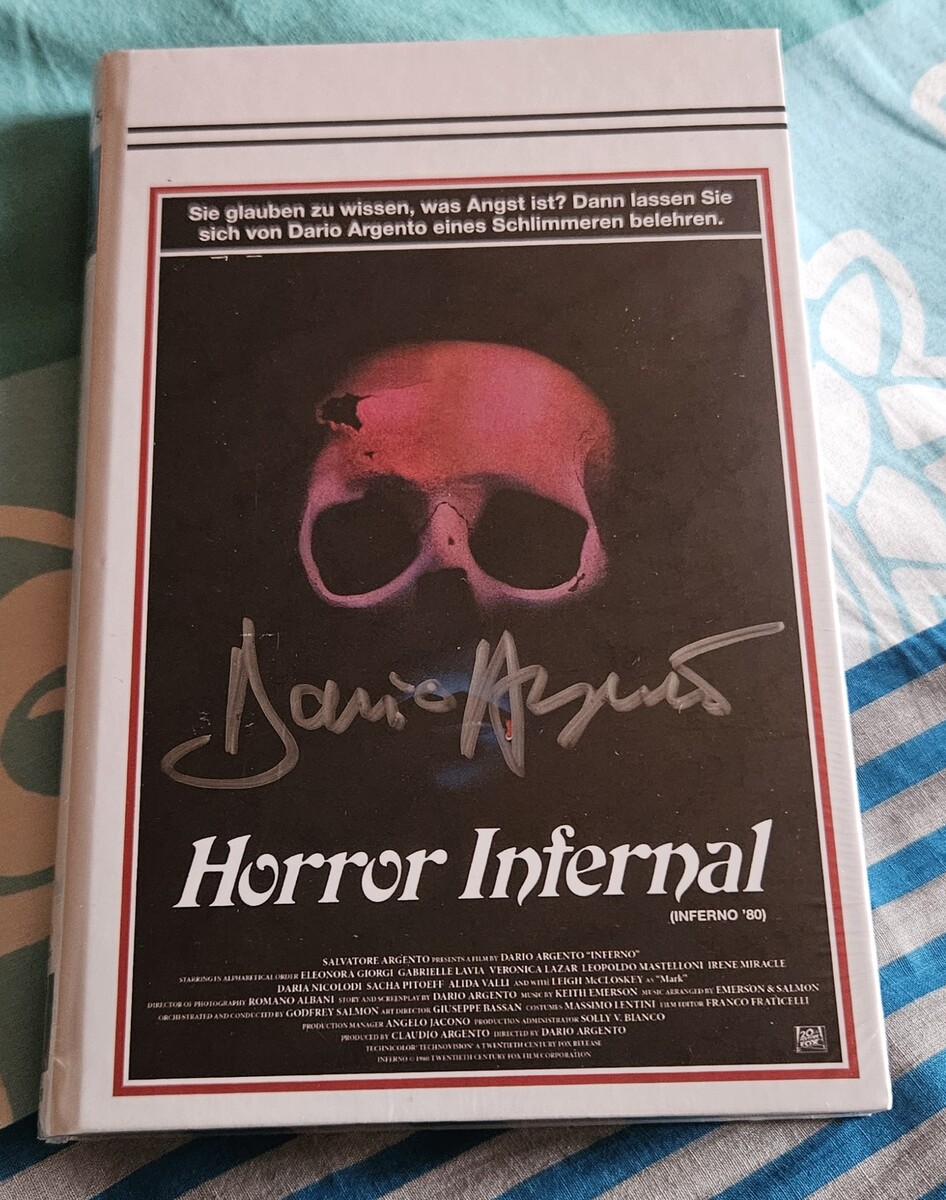 Sie glauben zu wissen, was Angst ist? Dann lassen Sie
sich von Dario Argento eines Schlimmeren belehren.
Dario Argento
Horror Infernal
(INFERNO '80)
SALVATORE ARGENTO PRESENTS A FILM BY DARIO ARGENTO "INFERNO"
STARRING IN ALPHABETICAL ORDER ELEONORA GIORGI GABRIELLE LAVIA VERONICA LAZAR LEOPOLDO MASTELLONI IRENE MIRACLE
DARIA NICOLODI SACHA PITOEFF ALIDA VALLI AND WITH LEIGH McCLOSKEY AS "Mark"
DIRECTOR OF PHOTOGRAPHY ROMANO ALBANI STORY AND SCREENPLAY BY DARIO ARGENTO MUSIC BY KEITH EMERSON MUSIC ARRANGED BY EMERSON & SALMON
ORCHESTRATED AND CONDUCTED BY GODFREY SALMON ART DIRECTOR GIUSEPPE BASSAN COSTUMES MASSIMO LENTINI FILM EDITOR FRANCO FRATICELLI
PRODUCTION MANAGER ANGELO JACONO PRODUCTION ADMINISTRATOR SOLLY V. BIANCO
PRODUCED BY CLAUDIO ARGENTO DIRECTED BY DARIO ARGENTO
TECHNICOLOR® TECHNOVISION® A TWENTIETH CENTURY FOX RELEASE
INFERNO © 1980 TWENTIETH CENTURY FOX FILM CORPORATION